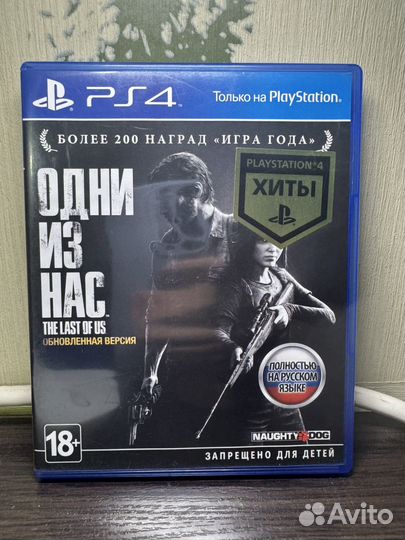 PS4
Только на PlayStation®
БОЛЕЕ 200 НАГРАД «ИГРА ГОДА»
PLAYSTATION®4
ХИТЫ
ОДНИ
ИЗ
НАС
THE LAST OF US
ОБНОВЛЕННАЯ ВЕРСИЯ
ПОЛНОСТЬЮ
НА РУССКОМ
ЯЗЫКЕ
18+
NAUGHTY DOG
ЗАПРЕЩЕНО ДЛЯ ДЕТЕЙ
Avito